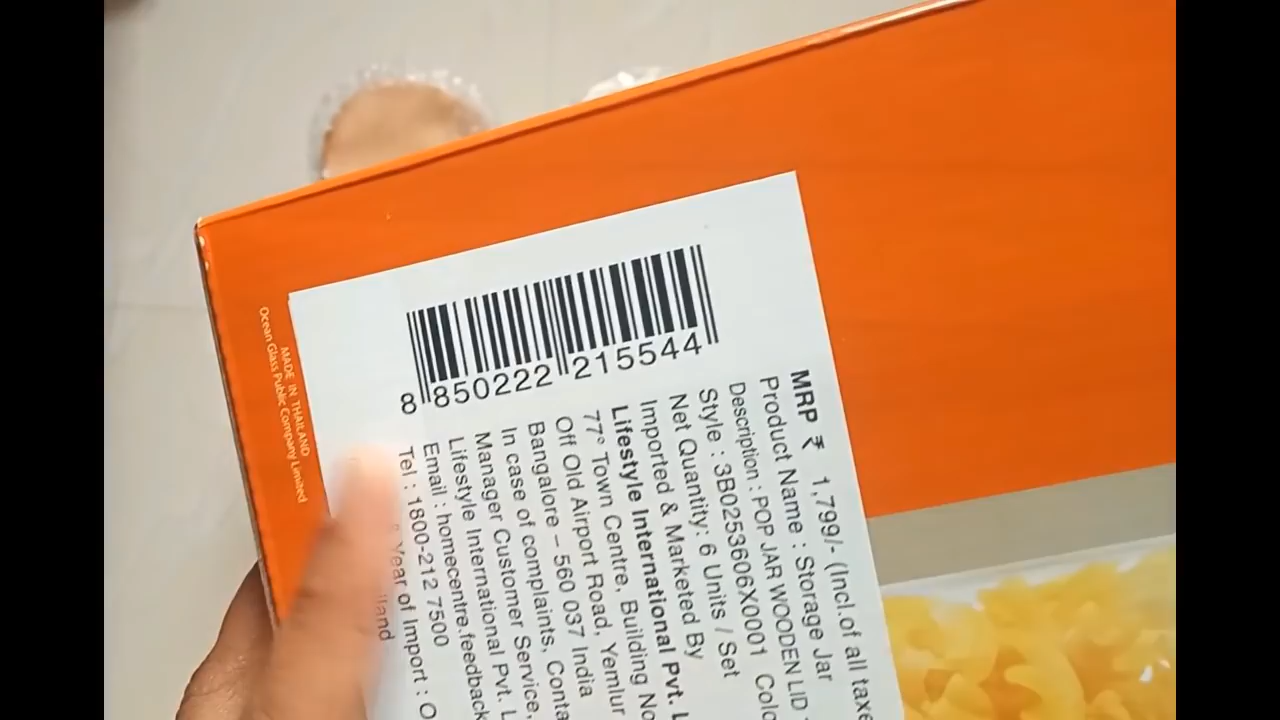 8 850222 215544
MRP ₹ 1,799/- (Incl.of all taxe
Product Name : Storage Jar
Description : POP JAR WOODEN LID
Style : 3B0253606X0001 Colo
Net Quantity: 6 Units / Set
Imported & Marketed By
Lifestyle International Pvt. L
77° Town Centre, Building No
Off Old Airport Road, Yemlur
Bangalore – 560 037 India
In case of complaints, Conta
Manager Customer Service,
Lifestyle International Pvt. L
Email : homecentre.feedback
Tel : 1800-212 7500
Year of Import : O
MADE IN THAILAND
Ocean Glass Public Company Limited